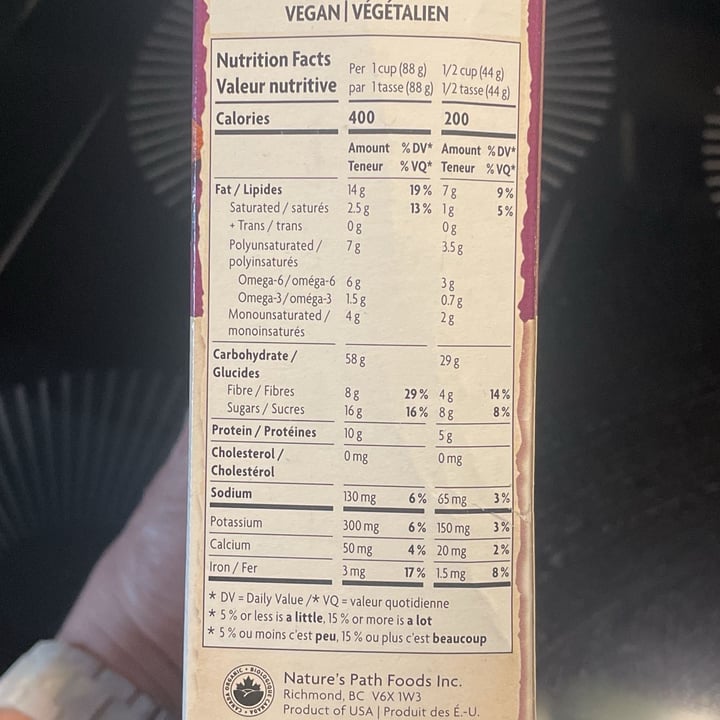 VEGAN | VÉGÉTALIEN
Nutrition Facts
Valeur nutritive
Per 1 cup (88 g) 1/2 cup (44 g)
par 1 tasse (88 g) 1/2 tasse (44 g)
Calories 400 200
Amount % DV* Amount % DV*
Teneur % VQ* Teneur % VQ*
Fat / Lipides 14 g 19 % 7 g 9 %
Saturated / saturés 2.5 g 13 % 1 g 5 %
+ Trans / trans 0 g 0 g
Polyunsaturated / 7 g 3.5 g
polyinsaturés
Omega-6 / oméga-6 6 g 3 g
Omega-3 / oméga-3 1.5 g 0.7 g
Monounsaturated / 4 g 2 g
monoinsaturés
Carbohydrate / 58 g 29 g
Glucides
Fibre / Fibres 8 g 29 % 4 g 14 %
Sugars / Sucres 16 g 16 % 8 g 8 %
Protein / Protéines 10 g 5 g
Cholesterol / 0 mg 0 mg
Cholestérol
Sodium 130 mg 6 % 65 mg 3 %
Potassium 300 mg 6 % 150 mg 3 %
Calcium 50 mg 4 % 20 mg 2 %
Iron / Fer 3 mg 17 % 1.5 mg 8 %
* DV = Daily Value /* VQ = valeur quotidienne
* 5 % or less is a little, 15 % or more is a lot
* 5 % ou moins c'est peu, 15 % ou plus c'est beaucoup
CANADA ORGANIC • BIOLOGIQUE CANADA •
Nature's Path Foods Inc.
Richmond, BC V6X 1W3
Product of USA | Produit des É.-U.